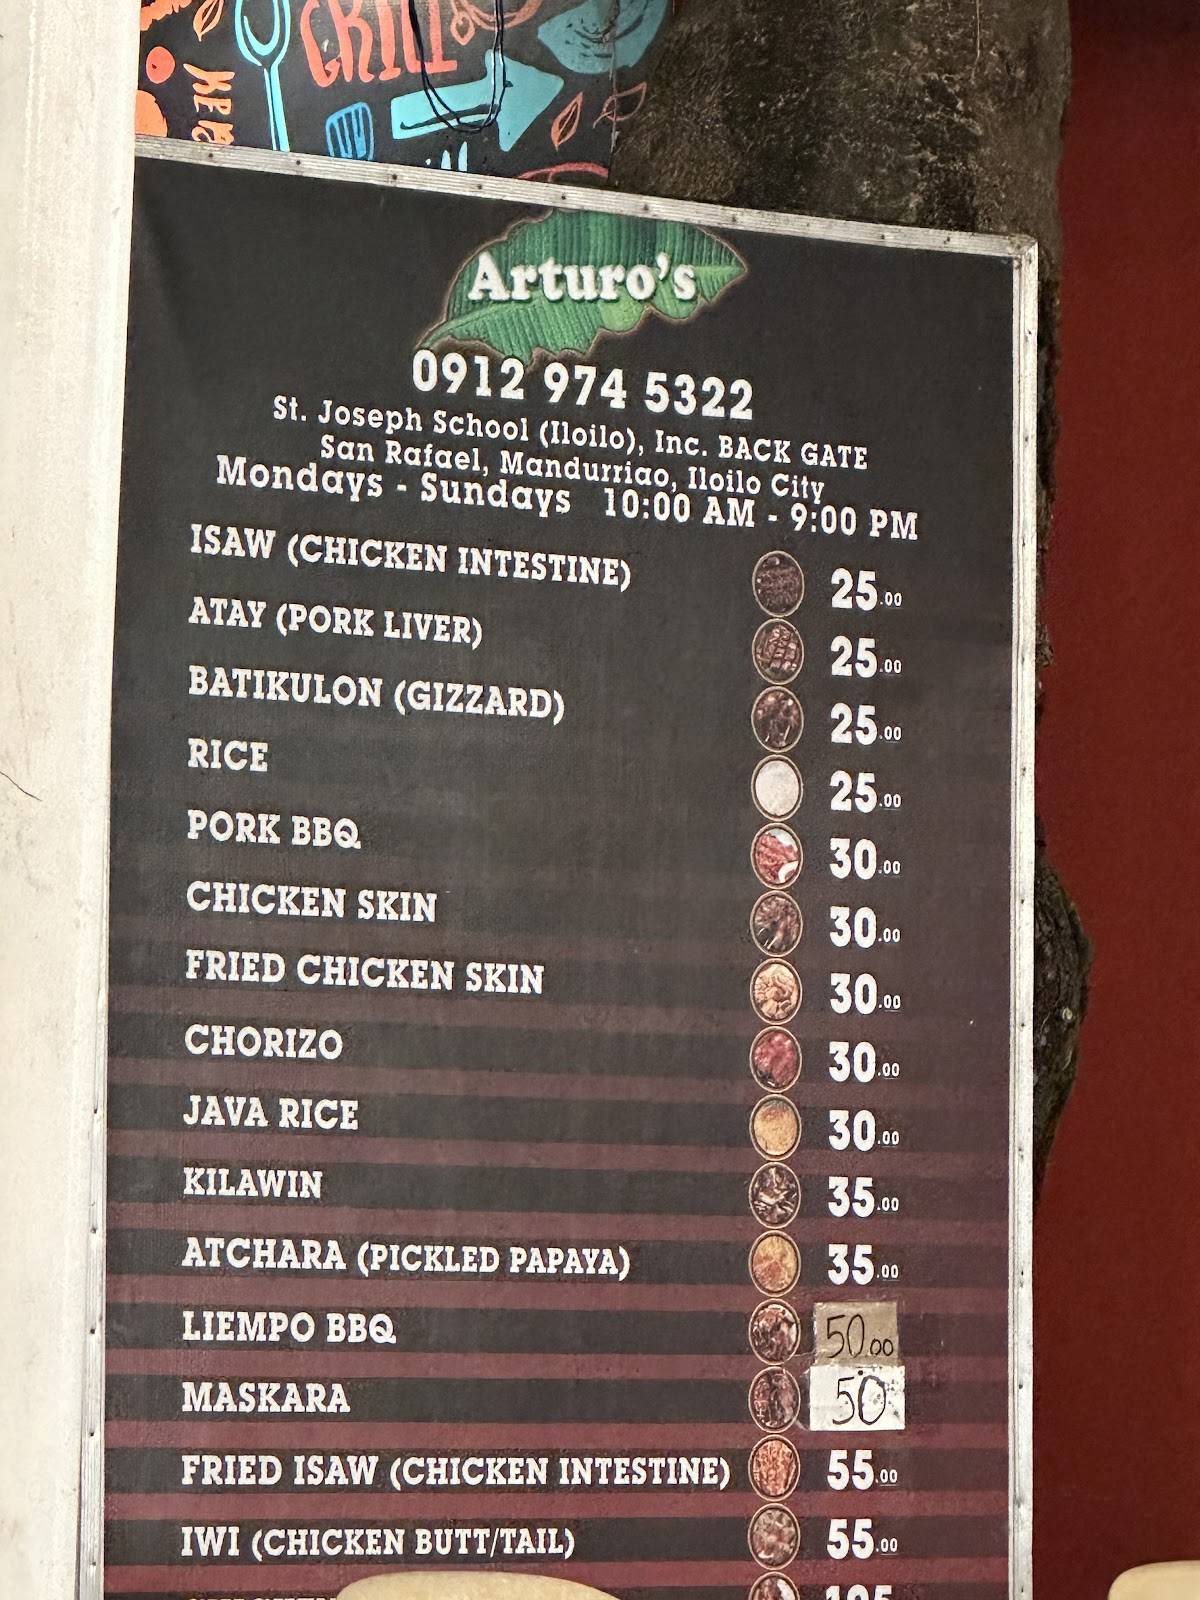 GRILL
Arturo's
0912 974 5322
St. Joseph School (Iloilo), Inc. BACK GATE
San Rafael, Mandurriao, Iloilo City
Mondays - Sundays 10:00 AM - 9:00 PM
ISAW (CHICKEN INTESTINE) 25.00
ATAY (PORK LIVER) 25.00
BATIKULON (GIZZARD) 25.00
RICE 25.00
PORK BBQ 30.00
CHICKEN SKIN 30.00
FRIED CHICKEN SKIN 30.00
CHORIZO 30.00
JAVA RICE 30.00
KILAWIN 35.00
ATCHARA (PICKLED PAPAYA) 35.00
LIEMPO BBQ 50.00
MASKARA 50
FRIED ISAW (CHICKEN INTESTINE) 55.00
IWI (CHICKEN BUTT/TAIL) 55.00